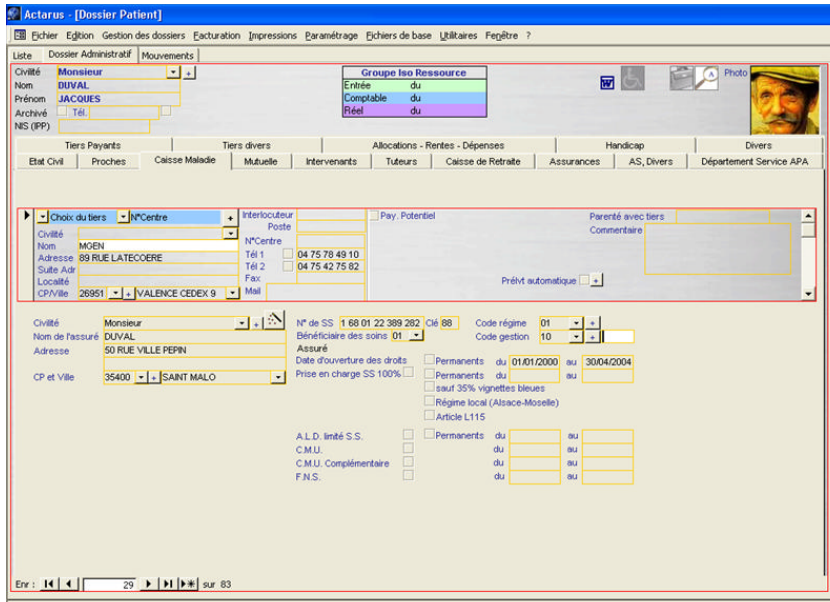 Actarus - [Dossier Patient]
Fichier Edition Gestion des dossiers Facturation Impressions Paramétrage Fichiers de base Utilitaires Fenêtre ?
Liste Dossier Administratif Mouvements
Civilité Monsieur + Groupe Iso Ressource Photo
Nom DUVAL Entrée du
Prénom JACQUES Comptable du
Archivé Tél. Réel du
NIS (IPP)
Tiers Payants Tiers divers Allocations - Rentes - Dépenses Handicap Divers
Etat Civil Proches Caisse Maladie Mutuelle Intervenants Tuteurs Caisse de Retraite Assurances AS, Divers Département Service APA
Choix du tiers N°Centre + Interlocuteur Pay. Potentiel Parenté avec tiers
Civilité Poste Commentaire
Nom MGEN N°Centre
Adresse 89 RUE LATECOERE Tél 1 04 75 78 49 10
Suite Adr Tél 2 04 75 42 75 82
Localité Fax Prélvt automatique +
CP/Ville 26951 + VALENCE CEDEX 9 Mail
Civilité Monsieur + N° de SS 1 68 01 22 389 282 Clé 88 Code régime 01 +
Nom de l'assuré DUVAL Bénéficiaire des soins 01 Code gestion 10 +
Adresse 50 RUE VILLE PEPIN Assuré
Date d'ouverture des droits Permanents du 01/01/2000 au 30/04/2004
CP et Ville 35400 + SAINT MALO Prise en charge SS 100% Permanents du au
sauf 35% vignettes bleues
Régime local (Alsace-Moselle)
Article L115
A.L.D. limité S.S. Permanents du au
C.M.U. du au
C.M.U. Complémentaire du au
F.N.S. du au
Enr : 29 sur 83